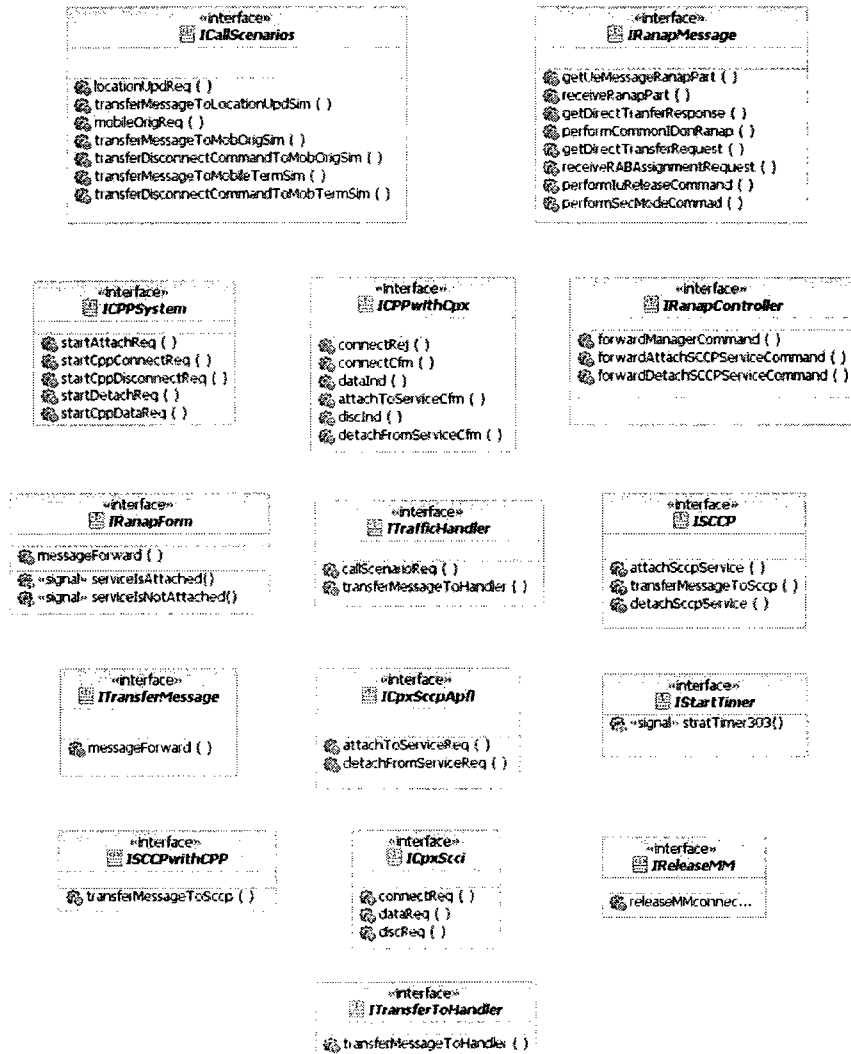 «interface»
ICallScenarios
locationUpdReq ( )
transferMessageToLocationUpdSim ( )
mobileOrigReq ( )
transferMessageToMobOrigSim ( )
transferDisconnectCommandToMobOrigSim ( )
transferMessageToMobileTermSim ( )
transferDisconnectCommandToMobTermSim ( )
«interface»
IRanapMessage
getUeMessageRanapPart ( )
receiveRanapPart ( )
getDirectTranferResponse ( )
performCommonIDonRanap ( )
getDirectTransferRequest ( )
receiveRABAssignmentRequest ( )
performIuReleaseCommand ( )
performSecModeCommad ( )
«interface»
ICPPSystem
startAttachReq ( )
startCppConnectReq ( )
startCppDisconnectReq ( )
startDetachReq ( )
startCppDataReq ( )
«interface»
ICPPwithCpx
connectRej ( )
connectCfm ( )
dataInd ( )
attachToServiceCfm ( )
discInd ( )
detachFromServiceCfm ( )
«interface»
IRanapController
forwardManagerCommand ( )
forwardAttachSCCPServiceCommand ( )
forwardDetachSCCPServiceCommand ( )
«interface»
IRanapForm
messageForward ( )
«signal» serviceIsAttached()
«signal» serviceIsNotAttached()
«interface»
ITrafficHandler
callScenarioReq ( )
transferMessageToHandler ( )
«interface»
ISCCP
attachSccpService ( )
transferMessageToSccp ( )
detachSccpService ( )
«interface»
ITransferMessage
messageForward ( )
«interface»
ICpxSccpApfI
attachToServiceReq ( )
detachFromServiceReq ( )
«interface»
IStartTimer
«signal» stratTimer303()
«interface»
ISCCPwithCPP
transferMessageToSccp ( )
«interface»
ICpxScci
connectReq ( )
dataReq ( )
discReq ( )
«interface»
IReleaseMM
releaseMMconnec...
«interface»
ITransferToHandler
transferMessageToHandler ( )